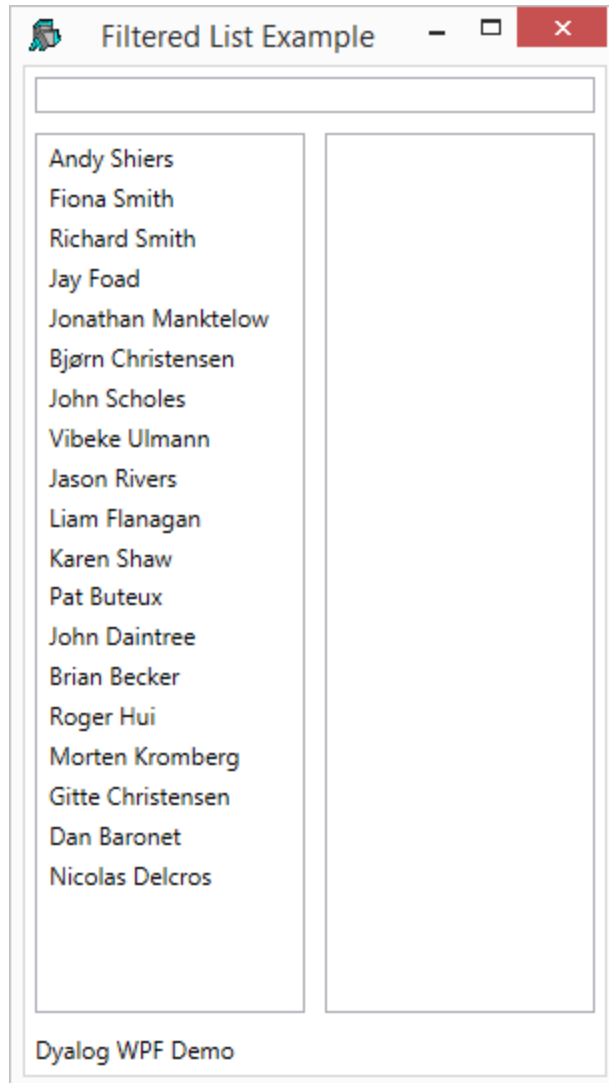 Filtered List Example
Andy Shiers
Fiona Smith
Richard Smith
Jay Foad
Jonathan Manktelow
Bjørn Christensen
John Scholes
Vibeke Ulmann
Jason Rivers
Liam Flanagan
Karen Shaw
Pat Buteux
John Daintree
Brian Becker
Roger Hui
Morten Kromberg
Gitte Christensen
Dan Baronet
Nicolas Delcros
Dyalog WPF Demo